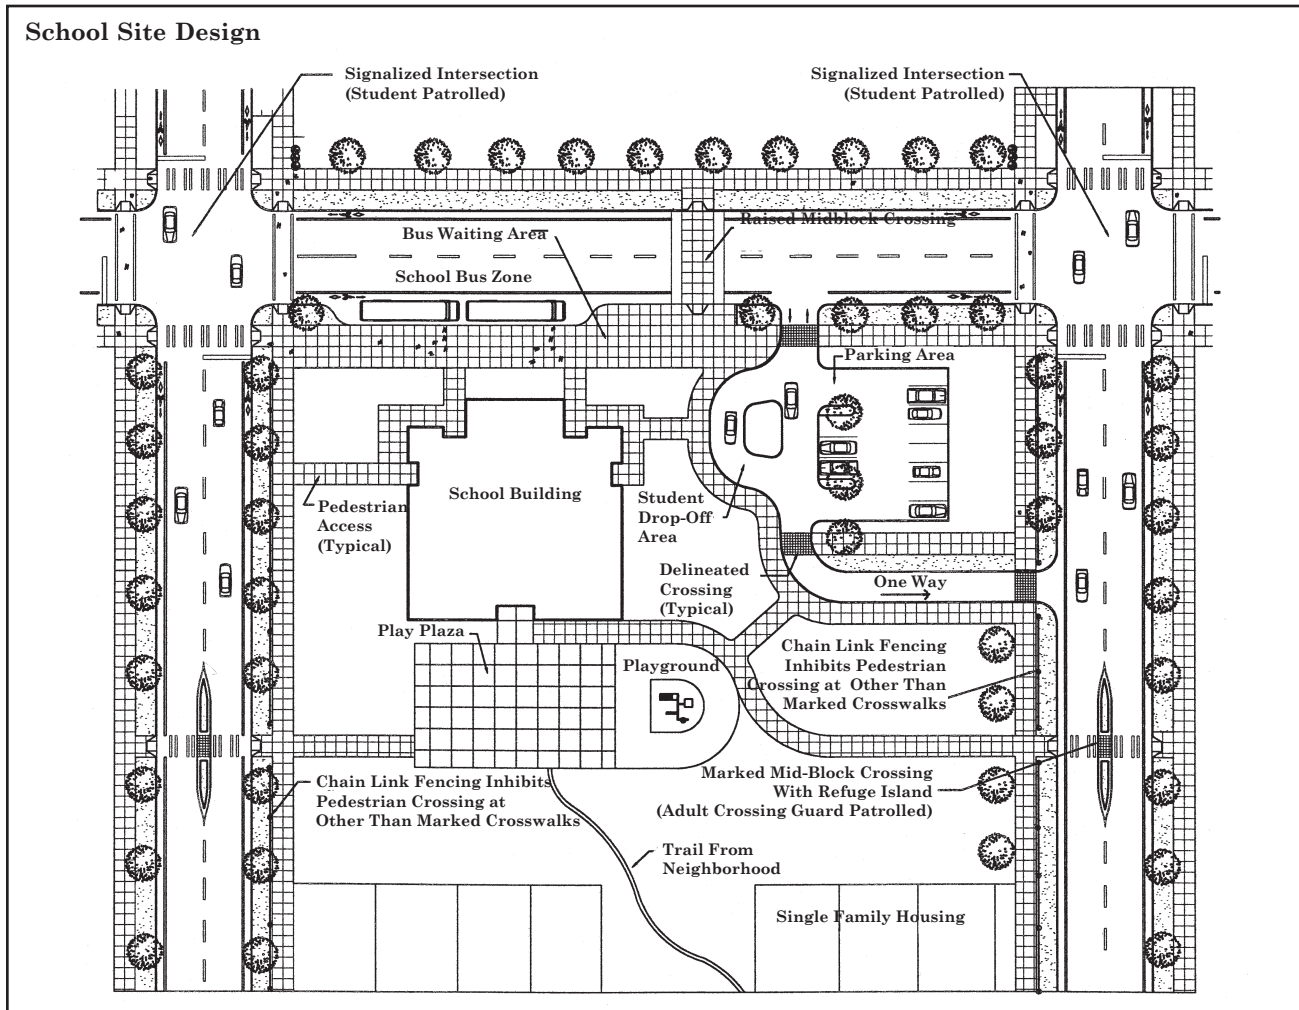 School Site Design
Signalized Intersection
(Student Patrolled)
Signalized Intersection
(Student Patrolled)
Raised Midblock Crossing
Bus Waiting Area
School Bus Zone
Parking Area
School Building
Pedestrian
Access
(Typical)
Student
Drop-Off
Area
Delineated
Crossing
(Typical)
One Way
Play Plaza
Playground
Chain Link Fencing
Inhibits Pedestrian
Crossing at Other Than
Marked Crosswalks
Chain Link Fencing Inhibits
Pedestrian Crossing at
Other Than Marked Crosswalks
Marked Mid-Block Crossing
With Refuge Island
(Adult Crossing Guard Patrolled)
Trail From
Neighborhood
Single Family Housing